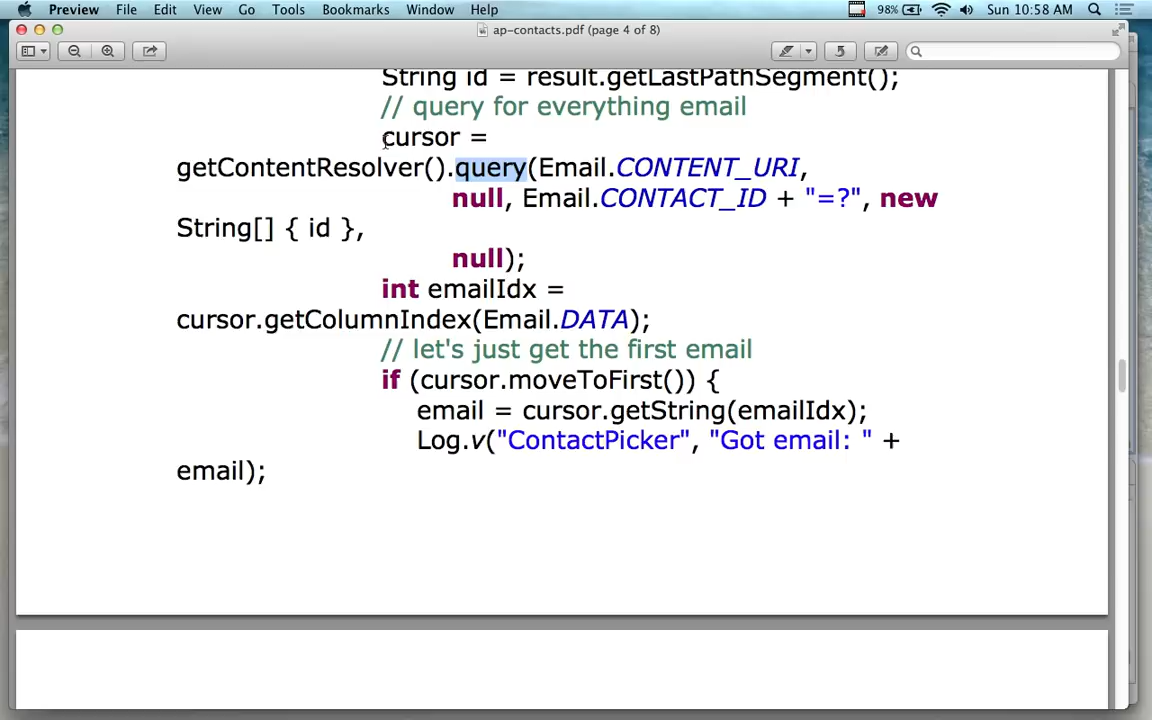 Preview File Edit View Go Tools Bookmarks Window Help 98% Sun 10:58 AM
ap-contacts.pdf (page 4 of 8)
String id = result.getLastPathSegment();
// query for everything email
cursor =
getContentResolver().query(Email.CONTENT_URI,
null, Email.CONTACT_ID + "=?", new
String[] { id },
null);
int emailIdx =
cursor.getColumnIndex(Email.DATA);
// let's just get the first email
if (cursor.moveToFirst()) {
email = cursor.getString(emailIdx);
Log.v("ContactPicker", "Got email: " +
email);